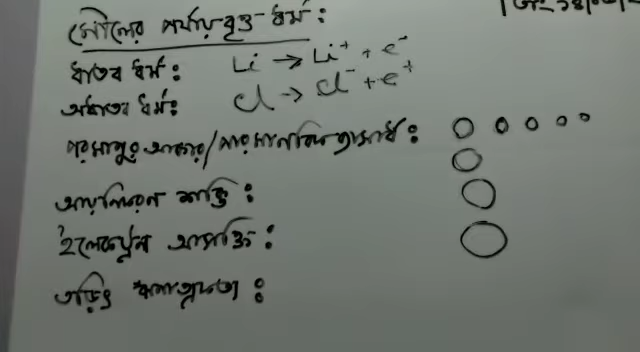 মৌলের পর্যায়বৃত্ত ধর্ম :
ধাতব ধর্ম : Li → Li⁺ + e⁻
অধাতব ধর্ম : Cl → Cl⁻ + e⁺
পরমাণুর আকার/পারমাণবিক ব্যাসার্ধ :
আয়নিকরন শক্তি :
ইলেকট্রন আসক্তি :
তড়িৎ ঋণাত্মকতা :